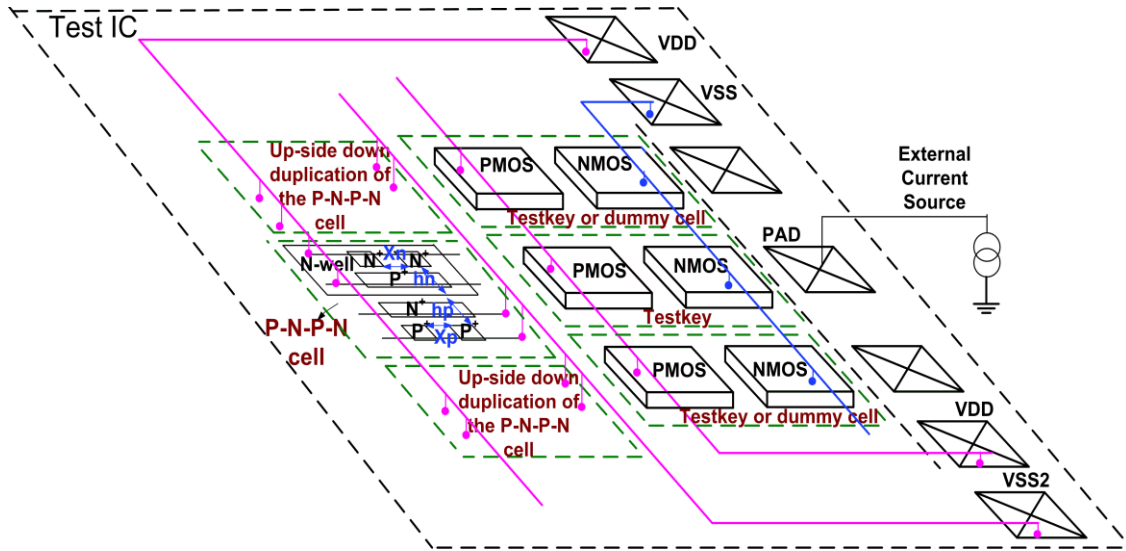 Test IC
VDD
VSS
External
Current
Source
Up-side down
duplication of
the P-N-P-N
cell
PMOS
NMOS
Testkey or dummy cell
PAD
N-well
N+
Xn
N+
P+
hn
N+
hp
P+
Xp
P+
P-N-P-N
cell
PMOS
NMOS
Testkey
PMOS
NMOS
Testkey or dummy cell
Up-side down
duplication of
the P-N-P-N
cell
VDD
VSS2